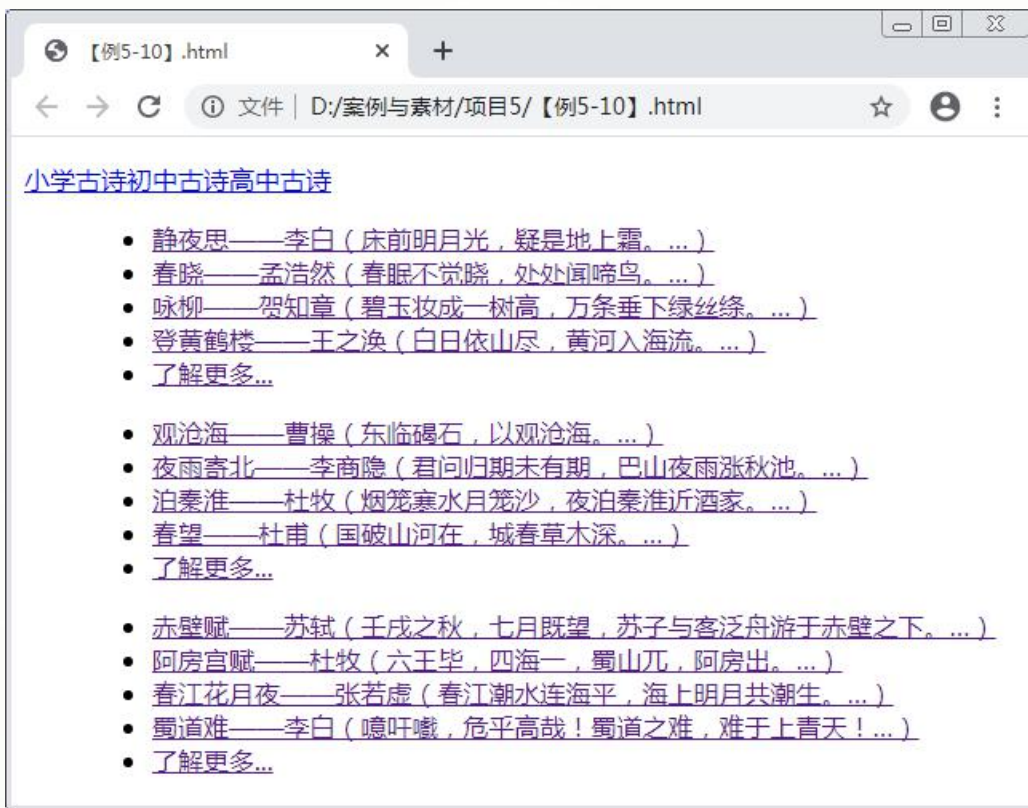 【例5-10】.html
文件 D:/案例与素材/项目5/【例5-10】.html
小学古诗初中古诗高中古诗
静夜思——李白（床前明月光，疑是地上霜。...）
春晓——孟浩然（春眠不觉晓，处处闻啼鸟。...）
咏柳——贺知章（碧玉妆成一树高，万条垂下绿丝绦。...）
登黄鹤楼——王之涣（白日依山尽，黄河入海流。...）
了解更多...
观沧海——曹操（东临碣石，以观沧海。...）
夜雨寄北——李商隐（君问归期未有期，巴山夜雨涨秋池。...）
泊秦淮——杜牧（烟笼寒水月笼沙，夜泊秦淮近酒家。...）
春望——杜甫（国破山河在，城春草木深。...）
了解更多...
赤壁赋——苏轼（壬戌之秋，七月既望，苏子与客泛舟游于赤壁之下。...）
阿房宫赋——杜牧（六王毕，四海一，蜀山兀，阿房出。...）
春江花月夜——张若虚（春江潮水连海平，海上明月共潮生。...）
蜀道难——李白（噫吁嚱，危乎高哉！蜀道之难，难于上青天！...）
了解更多...